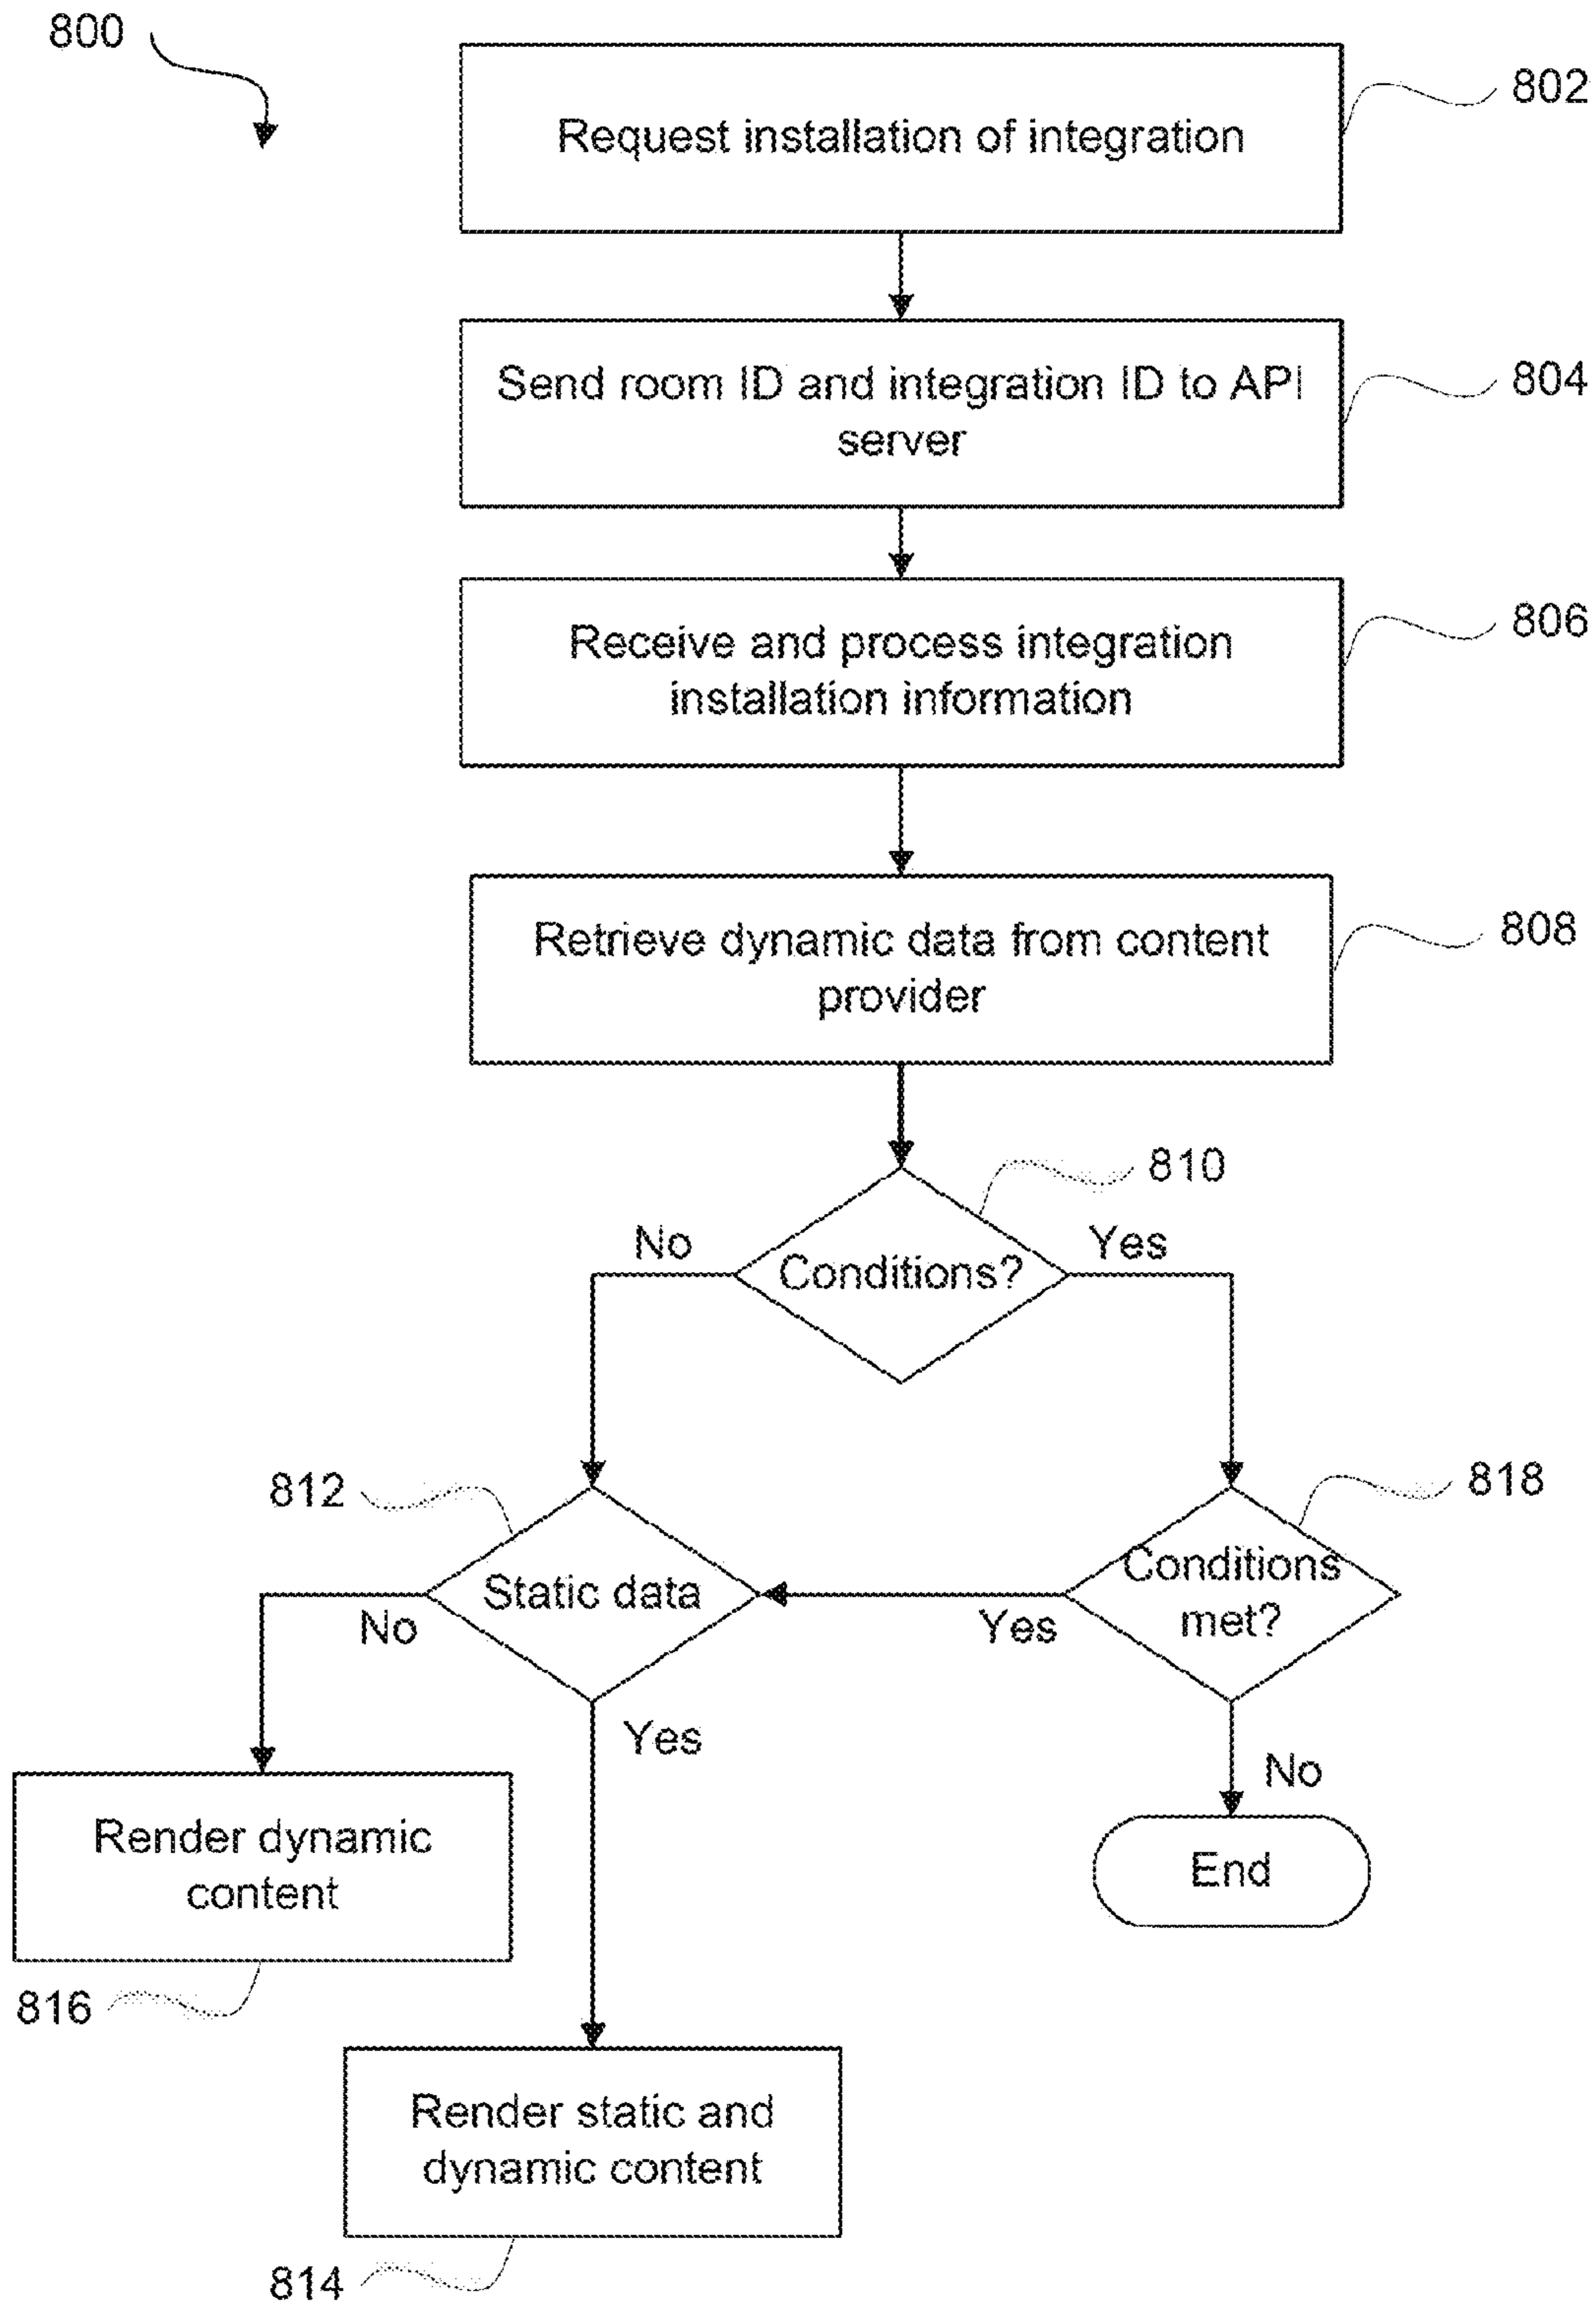 800
802
Request installation of integration
804
Send room ID and integration ID to API
server
806
Receive and process integration
installation information
808
Retrieve dynamic data from content
provider
810
No
Yes
Conditions?
812
818
Static data
Conditions
met?
No
Yes
Yes
No
Render dynamic
content
End
816
Render static and
dynamic content
814